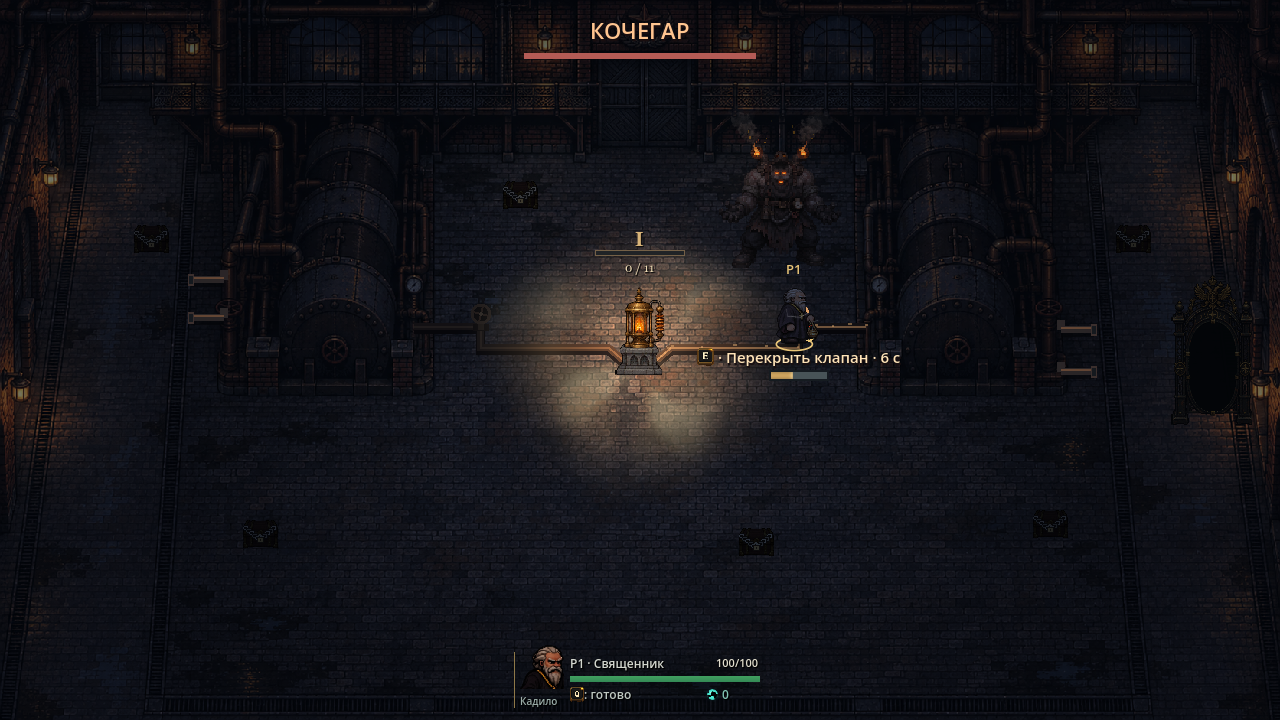 КОЧЕГАР
I
0 / 11
P1
E · Перекрыть клапан · 6 с
P1 · Священник 100/100
Q : готово 0
Кадило